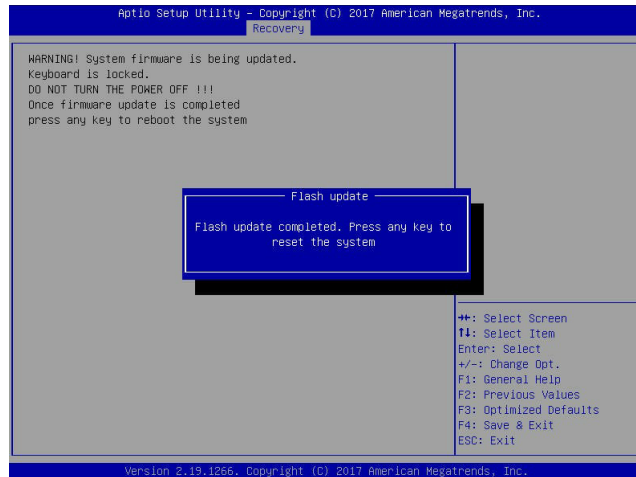 Aptio Setup Utility – Copyright (C) 2017 American Megatrends, Inc.
Recovery
WARNING! System firmware is being updated.
Keyboard is locked.
DO NOT TURN THE POWER OFF !!!
Once firmware update is completed
press any key to reboot the system
Flash update
Flash update completed. Press any key to
reset the system
→←: Select Screen
↑↓: Select Item
Enter: Select
+/-: Change Opt.
F1: General Help
F2: Previous Values
F3: Optimized Defaults
F4: Save & Exit
ESC: Exit
Version 2.19.1266. Copyright (C) 2017 American Megatrends, Inc.